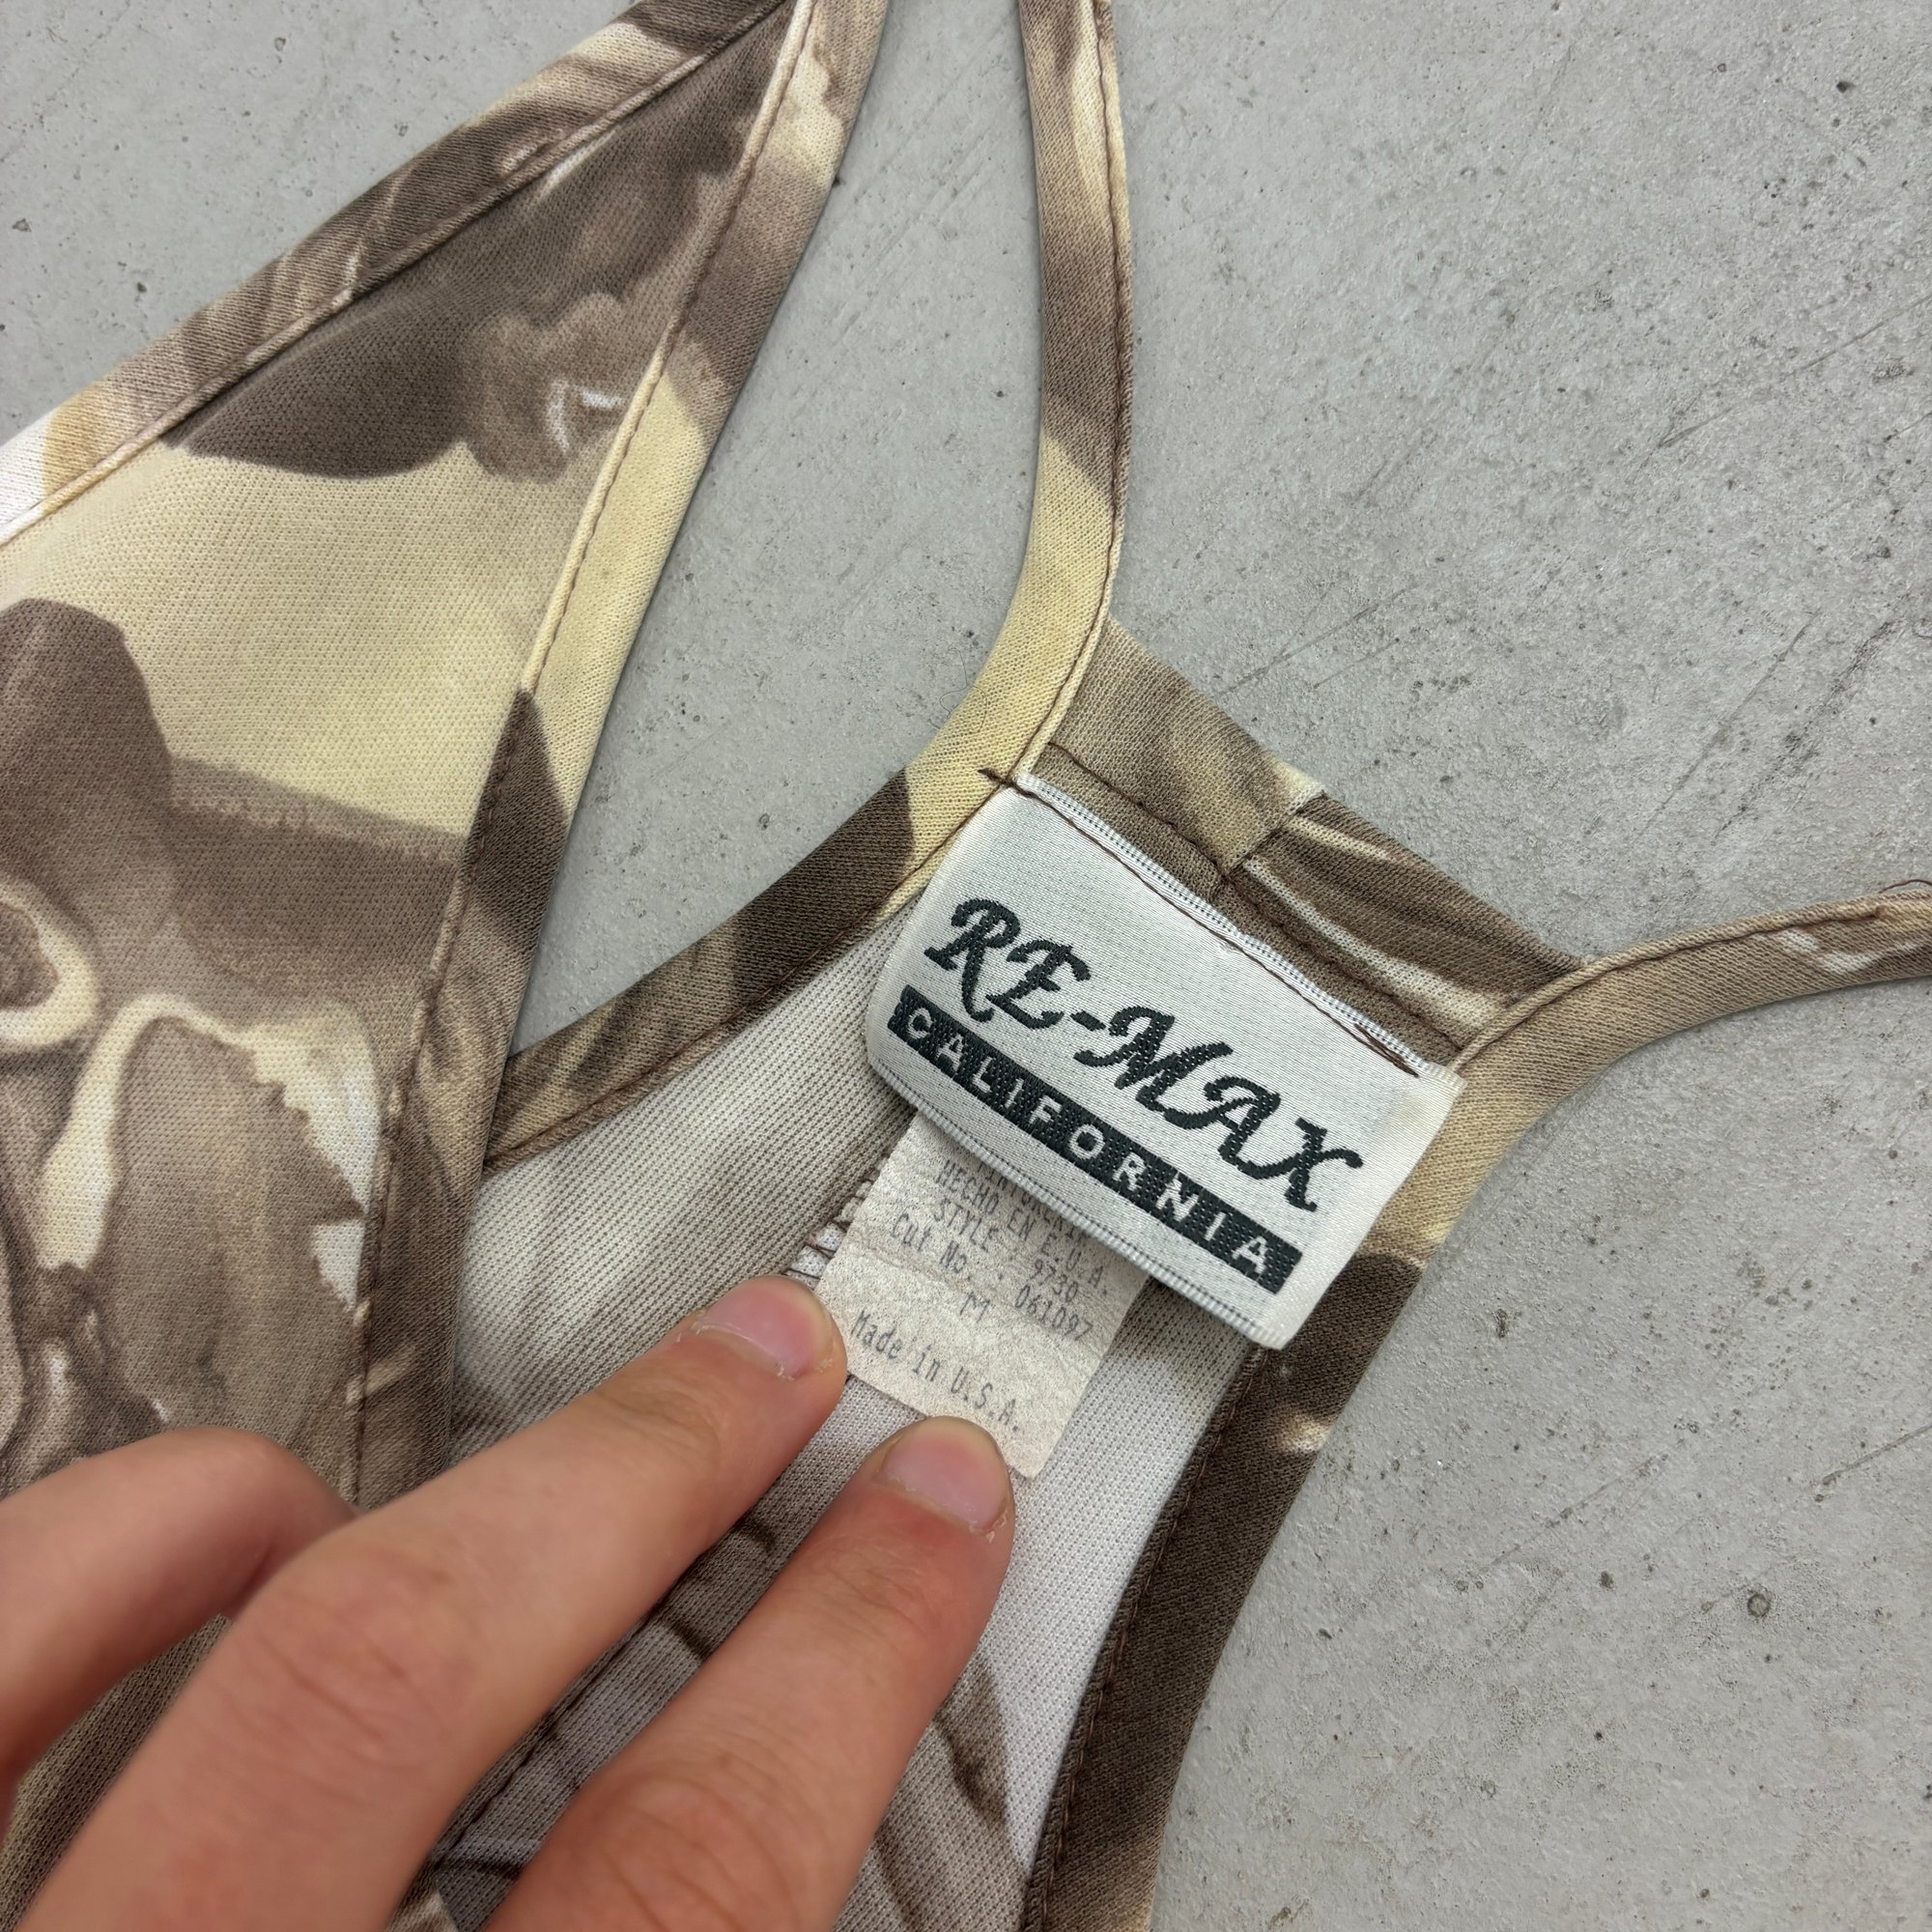 RE-MAX
CALIFORNIA
HECHO EN E.U.A.
STYLE : 9730
Cut No. : 061097
M
Made in U.S.A.